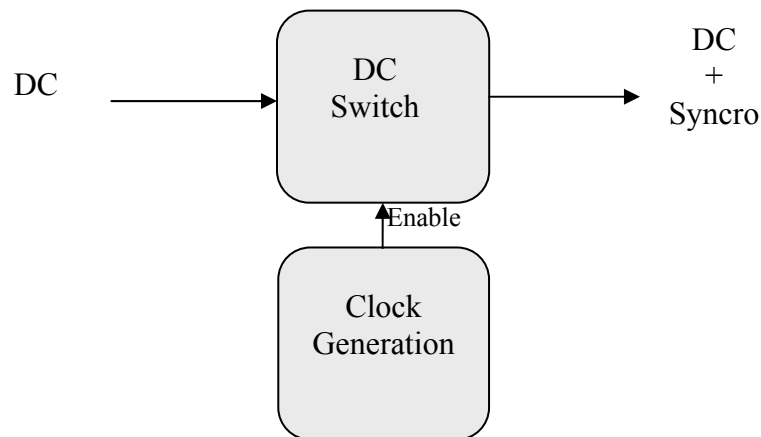 DC
DC
Switch
DC
+
Syncro
Enable
Clock
Generation